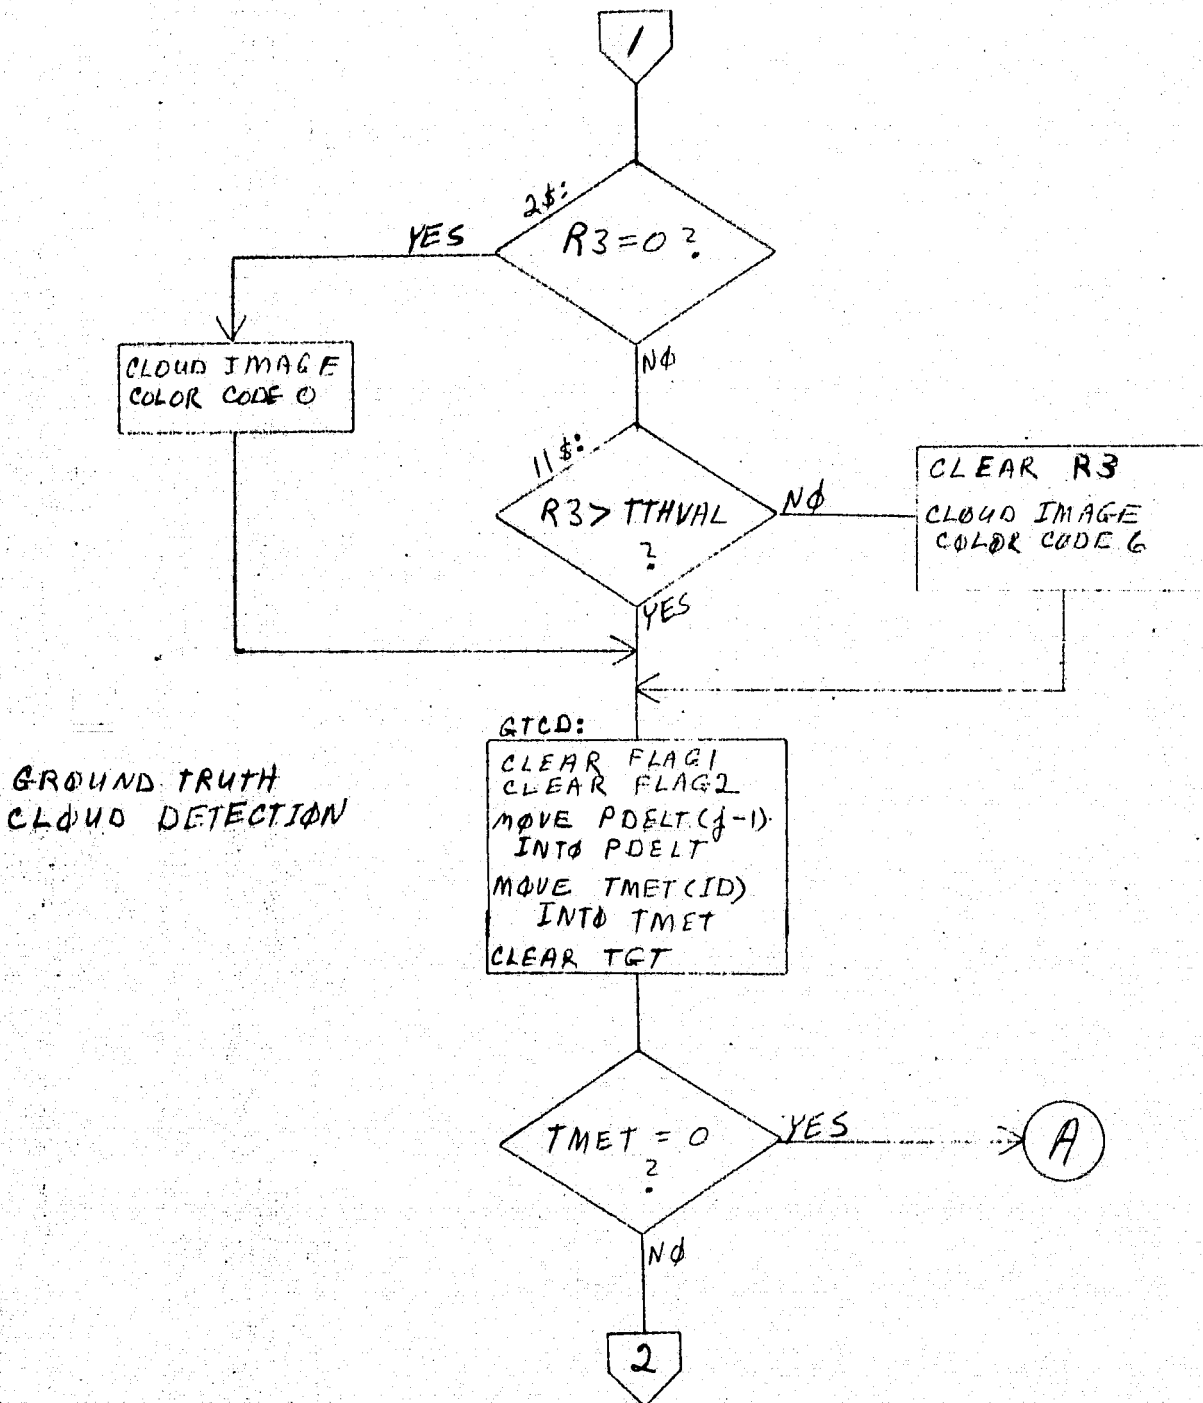 1
2$:
R3=0 ?
YES
NØ
CLOUD IMAGE
COLOR CODE 0
11$:
R3> TTHVAL
?
NØ
YES
CLEAR R3
CLØUD IMAGE
CØLØR CODE 6
GTCD:
CLEAR FLAG1
CLEAR FLAG2
MØVE PDELT(j-1)
INTØ PDELT
MØVE TMET(ID)
INTØ TMET
CLEAR TGT
GRØUND TRUTH
CLØUD DETECTIØN
TMET = 0
?
YES
A
NØ
2